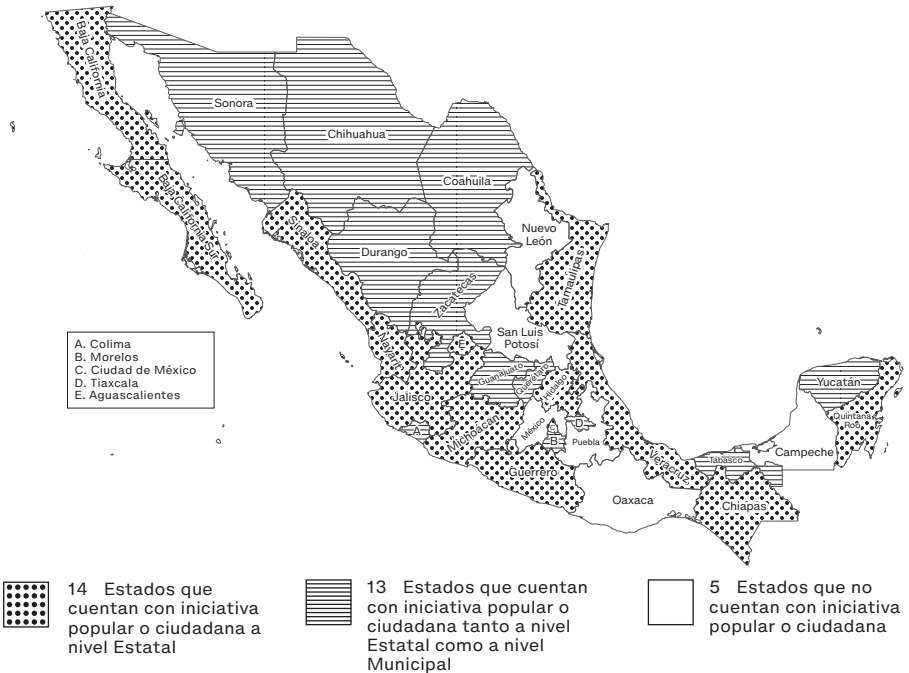 Baja California
Sonora
Chihuahua
Coahuila
Baja California Sur
Sinaloa
Nuevo
León
Durango
Tamaulipas
Zacatecas
San Luis
Potosí
Nayarit
E
A. Colima
B. Morelos
C. Ciudad de México
D. Tiaxcala
E. Aguascalientes
Guanajuato
Querétaro
Hidalgo
Yucatán
Jalisco
Quintana
Roo
A
Michoacán
México
C
B
D
Puebla
Veracruz
Tabasco
Campeche
Guerrero
Oaxaca
Chiapas
14 Estados que
cuentan con iniciativa
popular o ciudadana a
nivel Estatal
13 Estados que cuentan
con iniciativa popular o
ciudadana tanto a nivel
Estatal como a nivel
Municipal
5 Estados que no
cuentan con iniciativa
popular o ciudadana